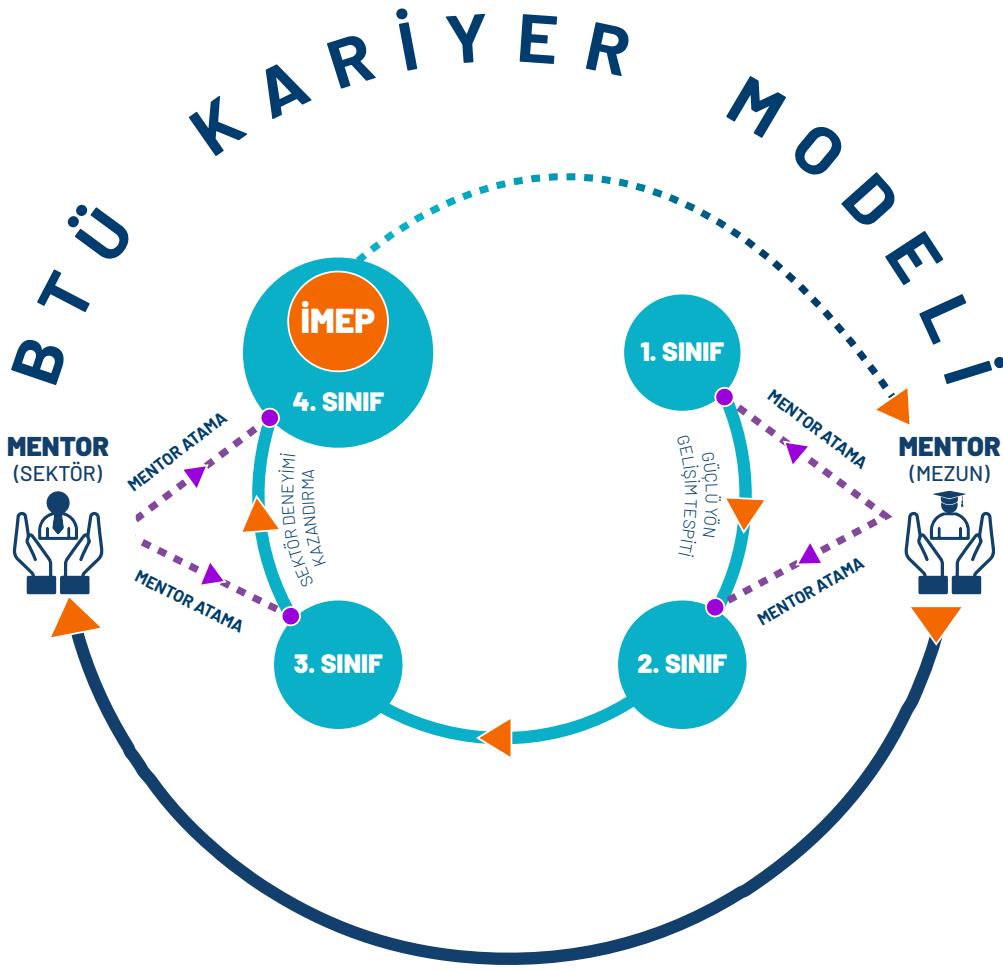 BTÜ KARİYER MODELİ
İMEP
4. SINIF
1. SINIF
MENTOR
(SEKTÖR)
MENTOR ATAMA
MENTOR ATAMA
SEKTÖR DENEYİMİ
KAZANDIRMA
GÜÇLÜ YÖN
GELİŞİM TESPİTİ
MENTOR ATAMA
MENTOR ATAMA
MENTOR
(MEZUN)
3. SINIF
2. SINIF